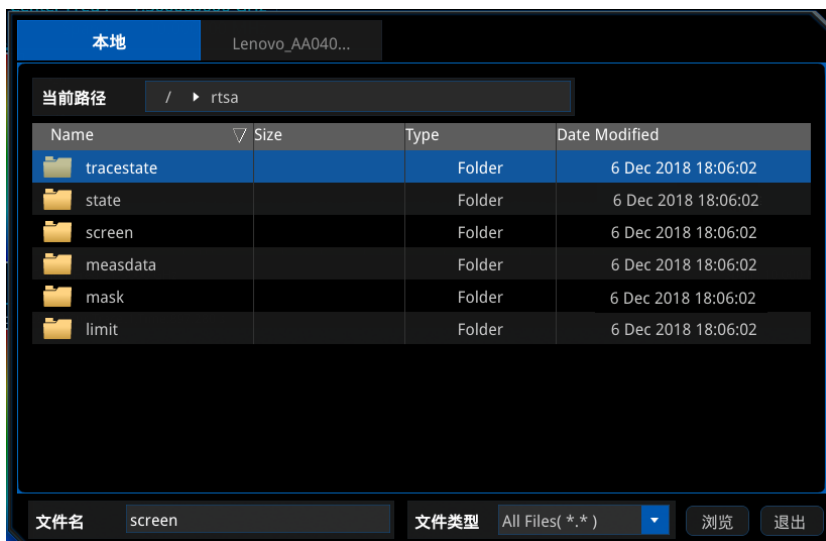 本地 Lenovo_AA040...
当前路径 / rtsa
Name Size Type Date Modified
tracestate Folder 6 Dec 2018 18:06:02
state Folder 6 Dec 2018 18:06:02
screen Folder 6 Dec 2018 18:06:02
measdata Folder 6 Dec 2018 18:06:02
mask Folder 6 Dec 2018 18:06:02
limit Folder 6 Dec 2018 18:06:02
文件名 screen 文件类型 All Files( *.* ) 浏览 退出